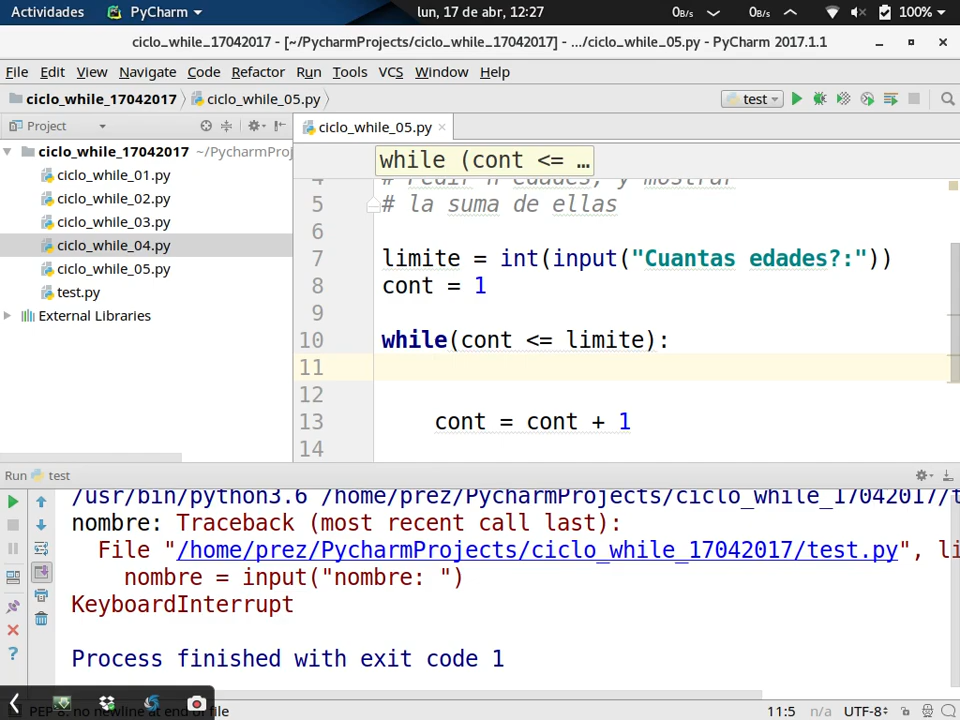 Actividades PyCharm lun, 17 de abr, 12:27 0B/s 0B/s 100%
ciclo_while_17042017 - [~/PycharmProjects/ciclo_while_17042017] - .../ciclo_while_05.py - PyCharm 2017.1.1
File Edit View Navigate Code Refactor Run Tools VCS Window Help
ciclo_while_17042017 ciclo_while_05.py test
Project
ciclo_while_05.py
ciclo_while_17042017 ~/PycharmProj
ciclo_while_01.py
ciclo_while_02.py
ciclo_while_03.py
ciclo_while_04.py
ciclo_while_05.py
test.py
External Libraries
while (cont <= ...
4 # Pedir n edades, y mostrar
5 # la suma de ellas
6
7 limite = int(input("Cuantas edades?:"))
8 cont = 1
9
10 while(cont <= limite):
11
12
13 cont = cont + 1
14
Run test
/usr/bin/python3.6 /home/prez/PycharmProjects/ciclo_while_17042017/t
nombre: Traceback (most recent call last):
File "/home/prez/PycharmProjects/ciclo_while_17042017/test.py", li
nombre = input("nombre: ")
KeyboardInterrupt
Process finished with exit code 1
PEP 8: no newline at end of file 11:5 n/a UTF-8